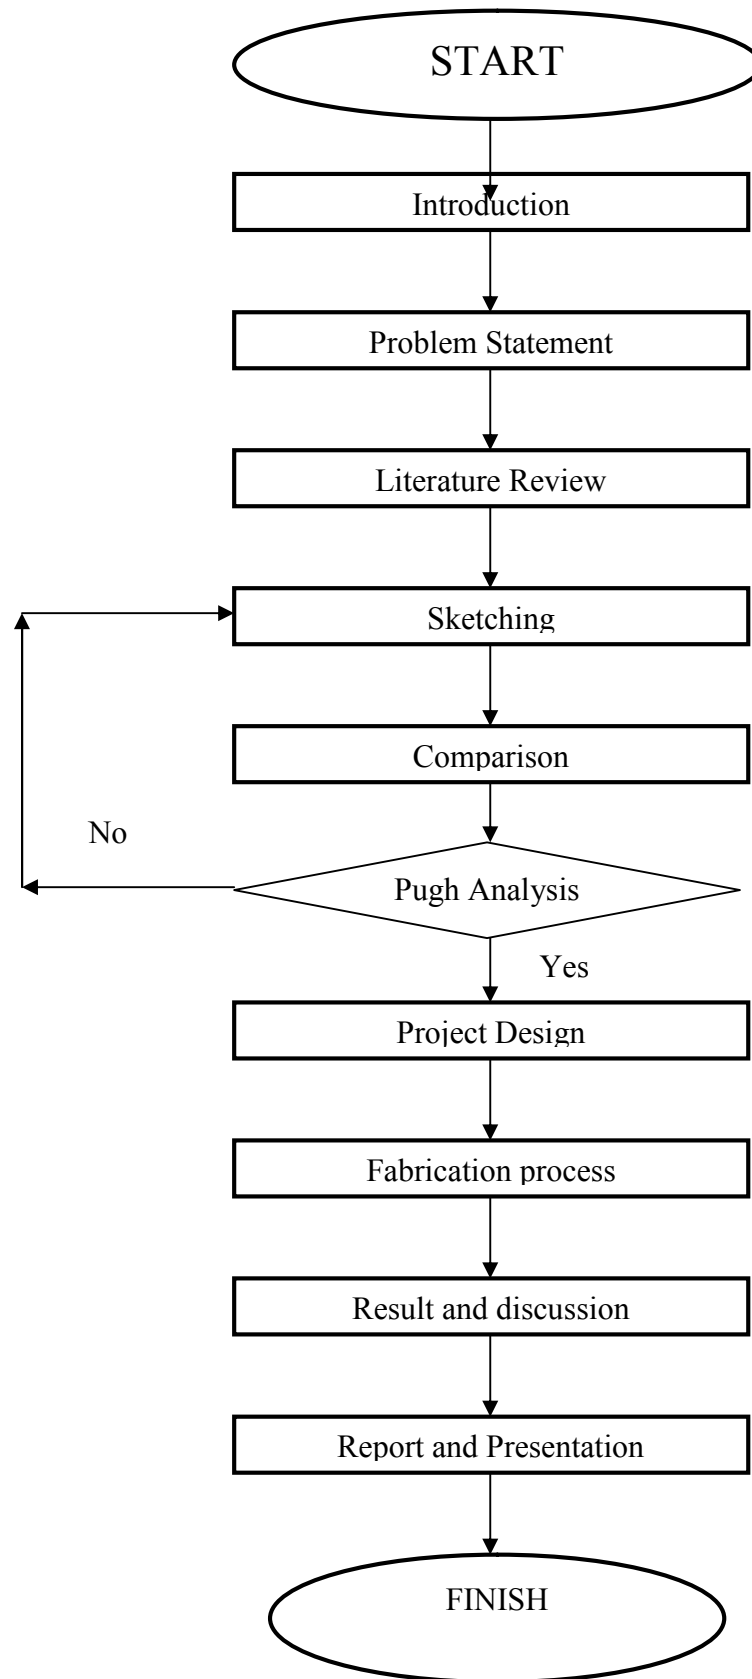 START
Introduction
Problem Statement
Literature Review
Sketching
Comparison
No
Pugh Analysis
Yes
Project Design
Fabrication process
Result and discussion
Report and Presentation
FINISH